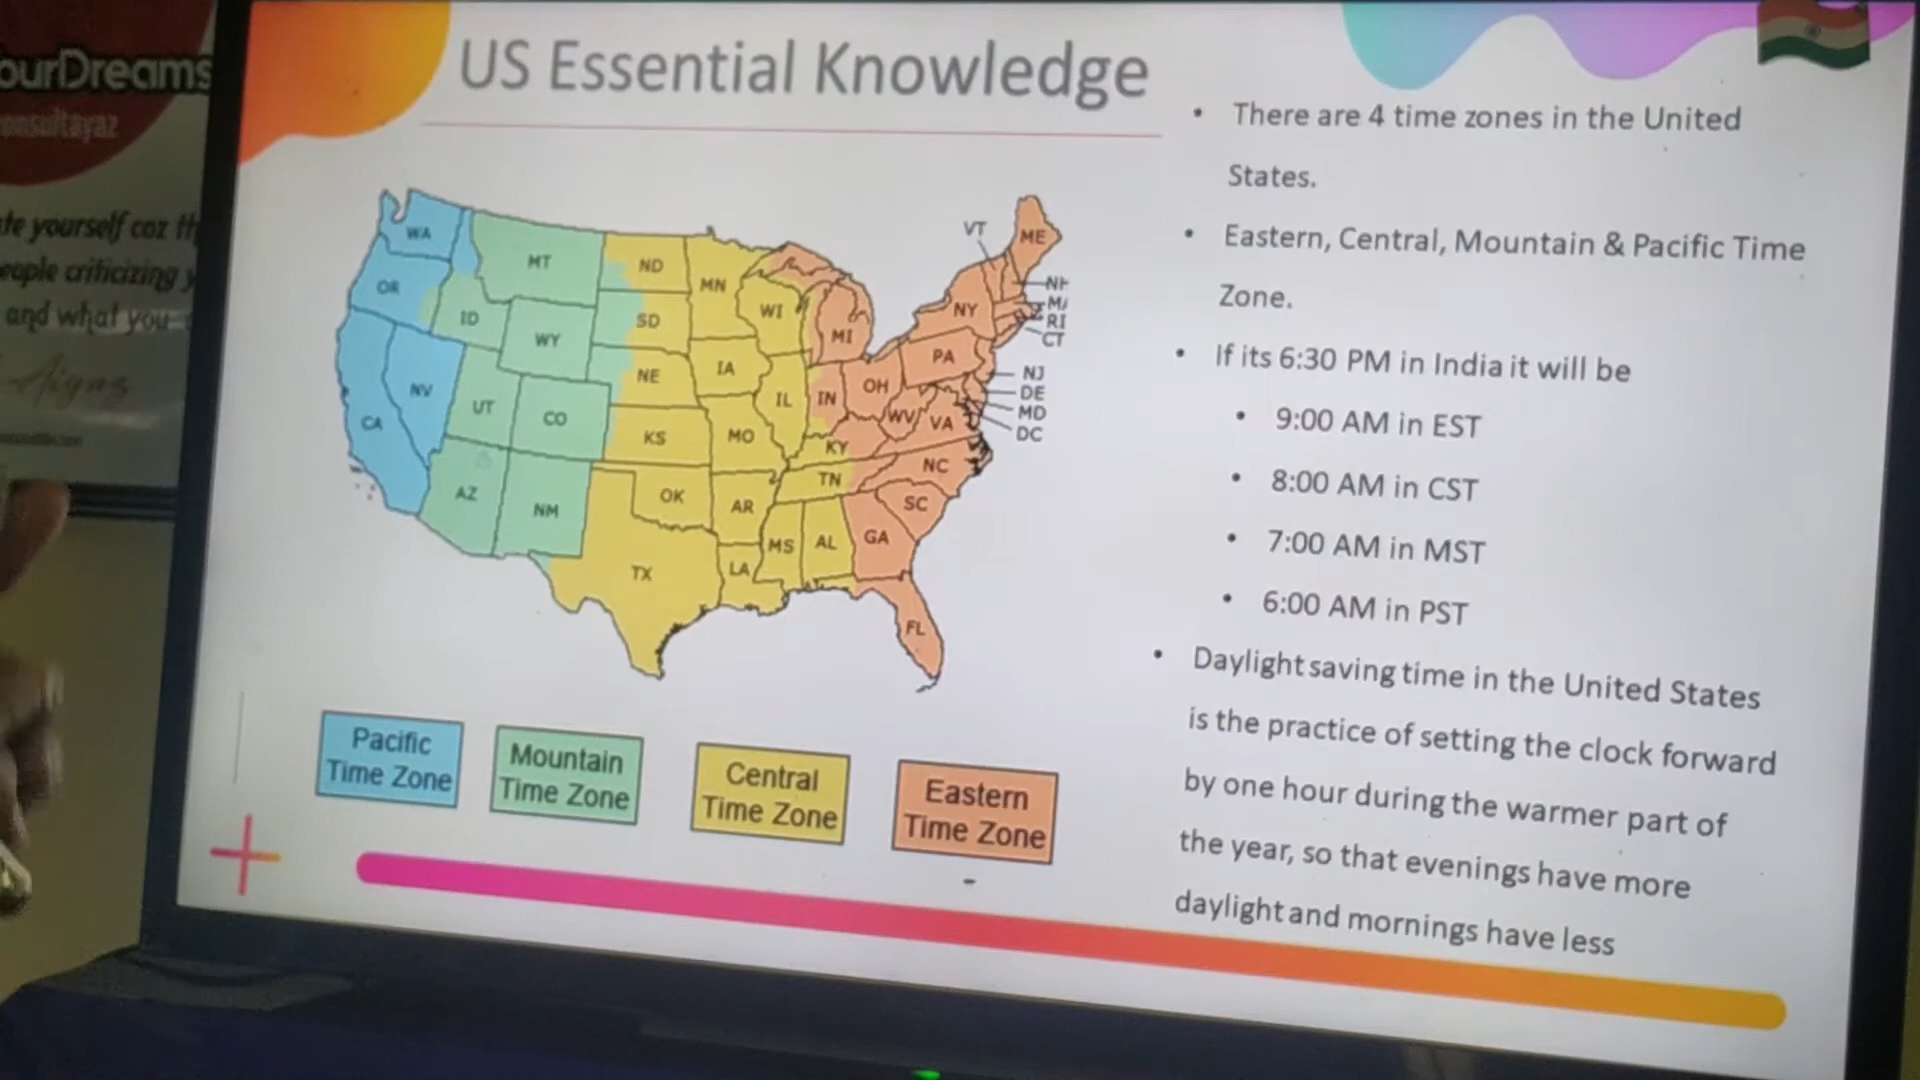 ourDreams
onsultayaz
te yourself coz th
eople criticizing y
and what you
US Essential Knowledge
WA
OR
CA
NV
ID
MT
WY
UT
CO
AZ
NM
ND
SD
NE
KS
OK
TX
MN
IA
MO
AR
LA
WI
IL
MS
AL
TN
KY
IN
MI
OH
WV
VA
NC
SC
GA
FL
PA
NY
VT
ME
NH
MA
RI
CT
NJ
DE
MD
DC
Pacific
Time Zone
Mountain
Time Zone
Central
Time Zone
Eastern
Time Zone
• There are 4 time zones in the United
States.
• Eastern, Central, Mountain & Pacific Time
Zone.
• If its 6:30 PM in India it will be
• 9:00 AM in EST
• 8:00 AM in CST
• 7:00 AM in MST
• 6:00 AM in PST
• Daylight saving time in the United States
is the practice of setting the clock forward
by one hour during the warmer part of
the year, so that evenings have more
daylight and mornings have less